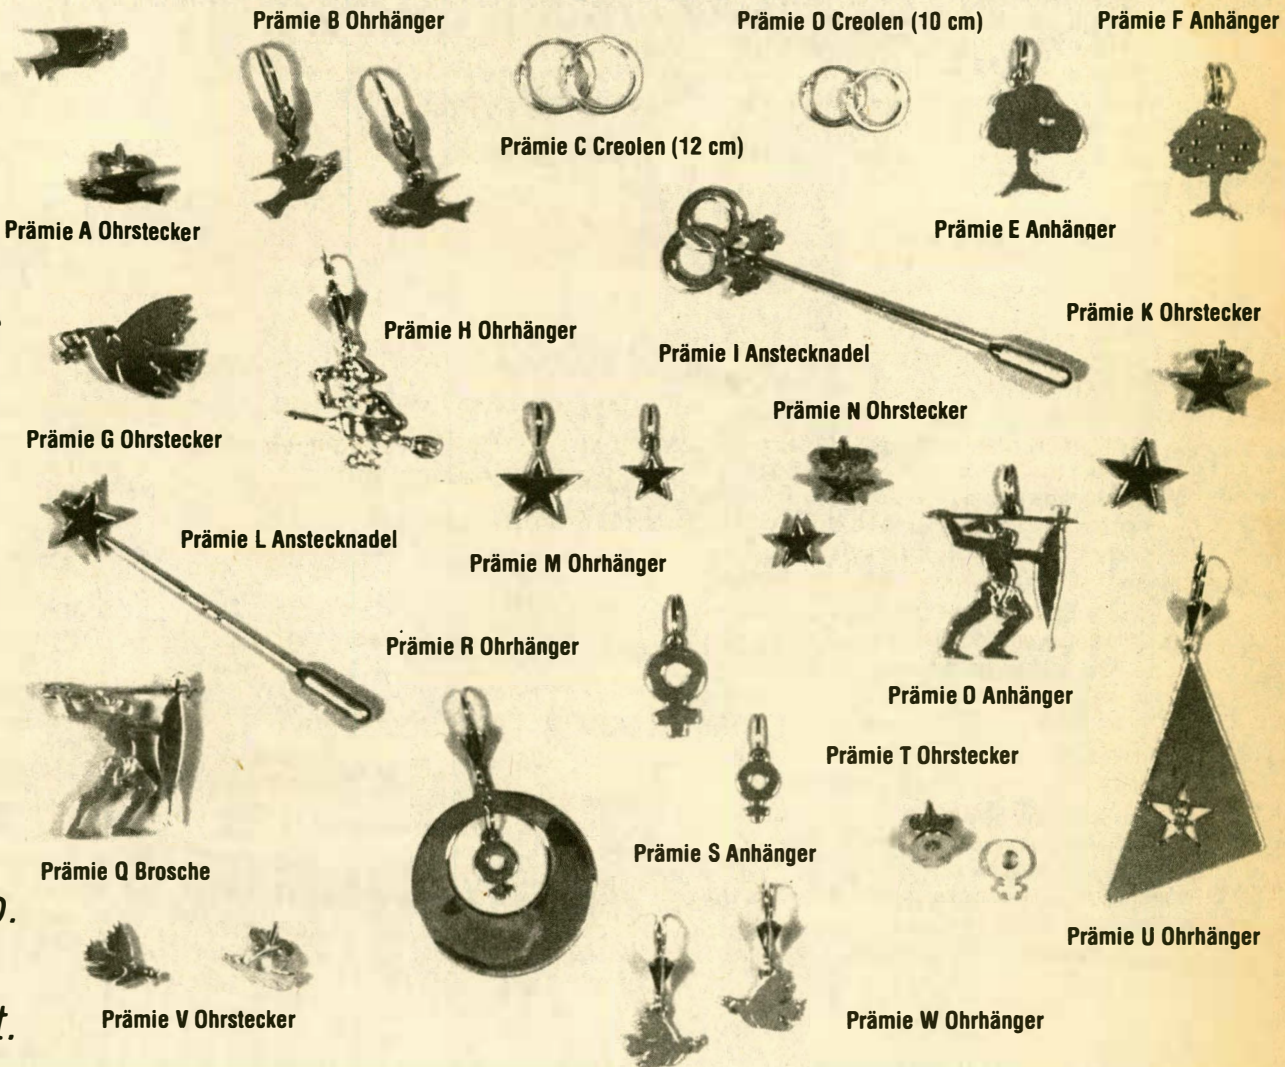 Prämie B Ohrhänger
Prämie D Creolen (10 cm)
Prämie F Anhänger
Prämie C Creolen (12 cm)
Prämie A Ohrstecker
Prämie E Anhänger
Prämie K Ohrstecker
Prämie H Ohrhänger
Prämie I Anstecknadel
Prämie N Ohrstecker
Prämie G Ohrstecker
Prämie L Anstecknadel
Prämie M Ohrhänger
Prämie R Ohrhänger
Prämie O Anhänger
Prämie T Ohrstecker
Prämie S Anhänger
Prämie Q Brosche
Prämie U Ohrhänger
Prämie V Ohrstecker
Prämie W Ohrhänger